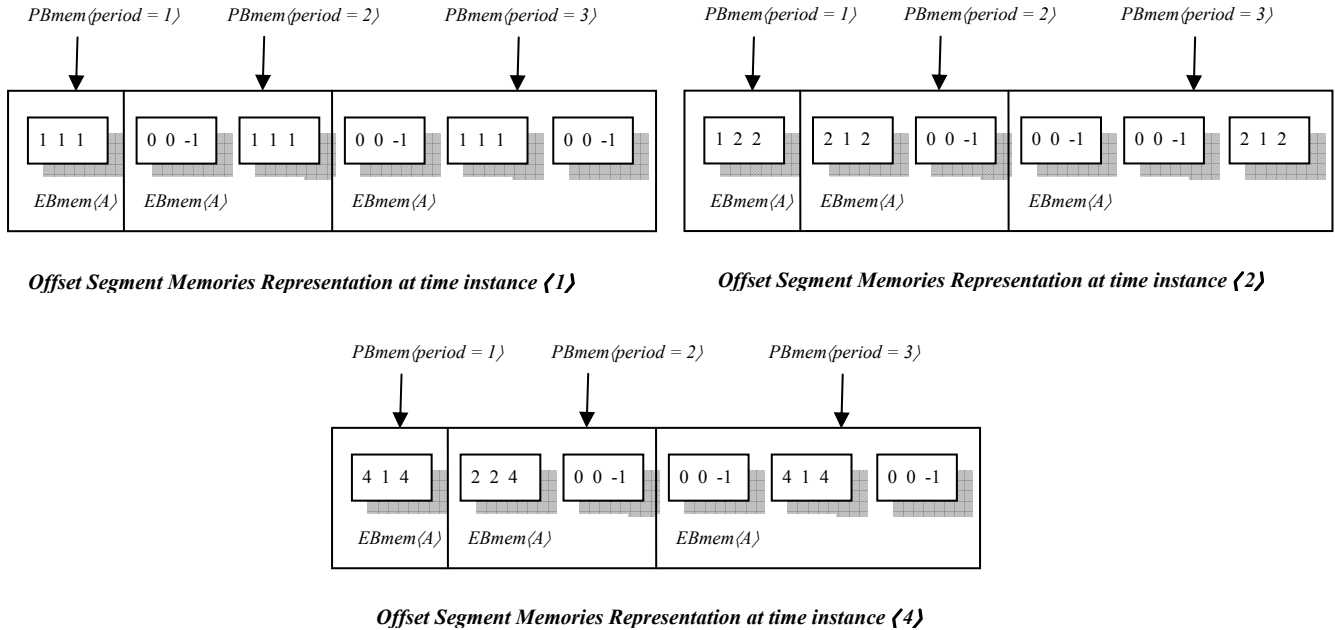 PBmem⟨period = 1⟩ PBmem⟨period = 2⟩ PBmem⟨period = 3⟩
1 1 1 0 0 -1 1 1 1 0 0 -1 1 1 1 0 0 -1
EBmem⟨A⟩ EBmem⟨A⟩ EBmem⟨A⟩
Offset Segment Memories Representation at time instance ⟨1⟩
PBmem⟨period = 1⟩ PBmem⟨period = 2⟩ PBmem⟨period = 3⟩
1 2 2 2 1 2 0 0 -1 0 0 -1 0 0 -1 2 1 2
EBmem⟨A⟩ EBmem⟨A⟩ EBmem⟨A⟩
Offset Segment Memories Representation at time instance ⟨2⟩
PBmem⟨period = 1⟩ PBmem⟨period = 2⟩ PBmem⟨period = 3⟩
4 1 4 2 2 4 0 0 -1 0 0 -1 4 1 4 0 0 -1
EBmem⟨A⟩ EBmem⟨A⟩ EBmem⟨A⟩
Offset Segment Memories Representation at time instance ⟨4⟩